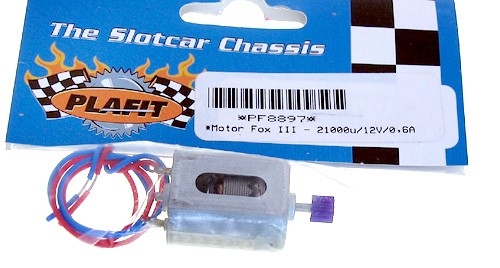 The Slotcar Chassis
PLAFIT
*PF8897*
*Motor Fox III - 21000u/12V/0,6A